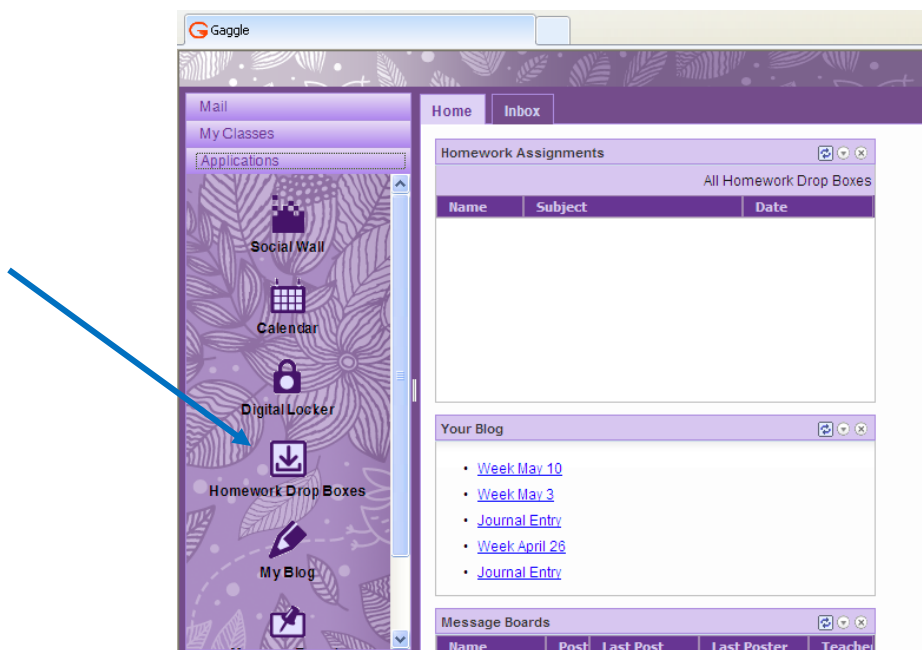 Gaggle
Mail
My Classes
Applications
Social Wall
Calendar
Digital Locker
Homework Drop Boxes
My Blog
Home Inbox
Homework Assignments
All Homework Drop Boxes
Name Subject Date
Your Blog
Week May 10
Week May 3
Journal Entry
Week April 26
Journal Entry
Message Boards
Name Post Last Post Last Poster Teacher